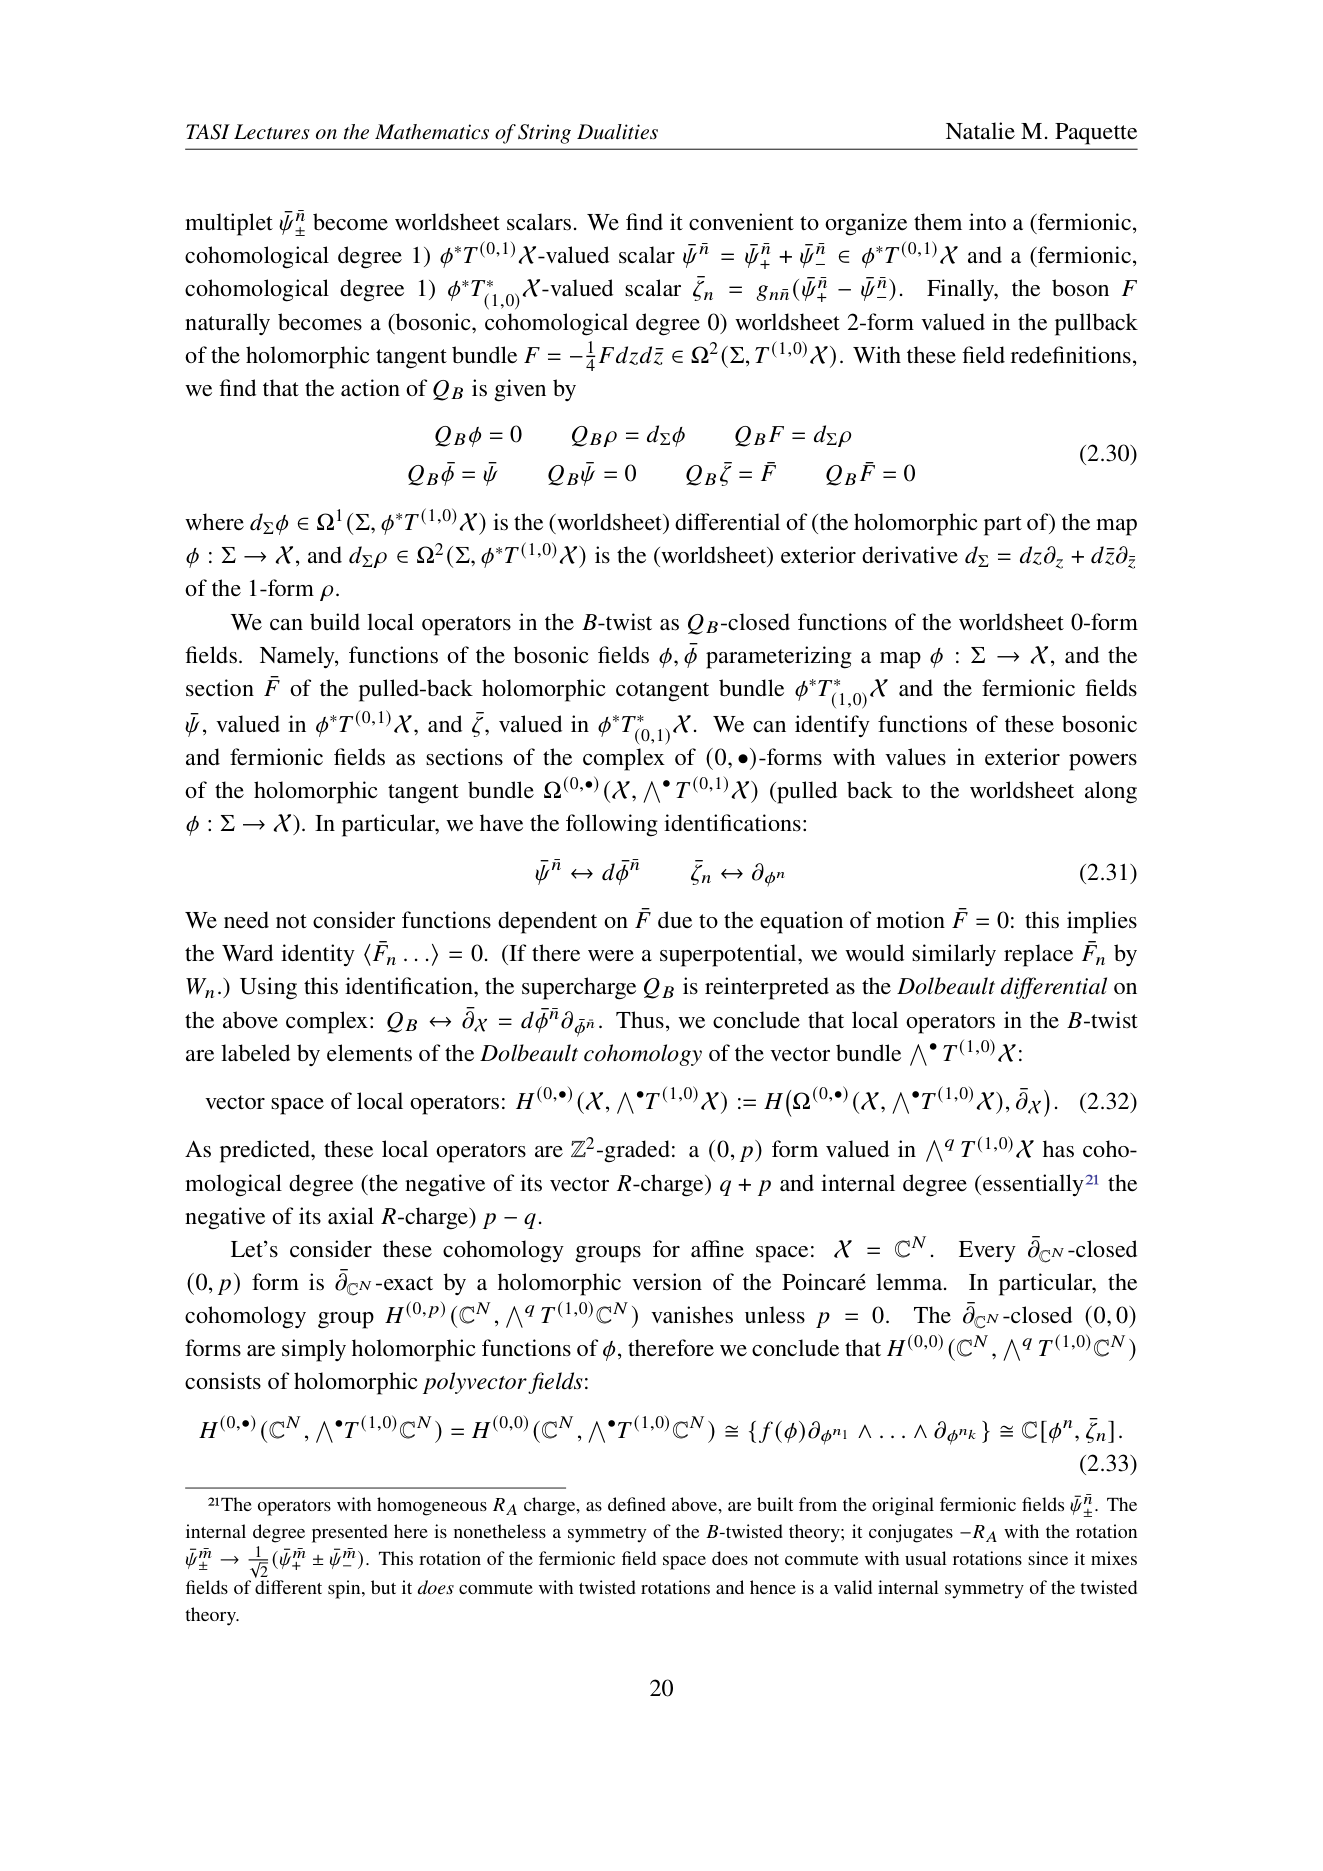 TASI Lectures on the Mathematics of String Dualities Natalie M. Paquette
multiplet ψ̄^n̄_± become worldsheet scalars. We find it convenient to organize them into a (fermionic,
cohomological degree 1) ϕ*T^(0,1)X-valued scalar ψ̄^n̄ = ψ̄^n̄_+ + ψ̄^n̄_− ∈ ϕ*T^(0,1)X and a (fermionic,
cohomological degree 1) ϕ*T*_(1,0)X-valued scalar ζ̄_n = g_nn̄(ψ̄^n̄_+ − ψ̄^n̄_−). Finally, the boson F
naturally becomes a (bosonic, cohomological degree 0) worldsheet 2-form valued in the pullback
of the holomorphic tangent bundle F = −1/4 F dzdz̄ ∈ Ω²(Σ, T^(1,0)X). With these field redefinitions,
we find that the action of Q_B is given by
Q_Bϕ = 0 Q_Bρ = d_Σϕ Q_BF = d_Σρ
Q_Bϕ̄ = ψ̄ Q_Bψ̄ = 0 Q_Bζ̄ = F̄ Q_BF̄ = 0
(2.30)
where d_Σϕ ∈ Ω¹(Σ, ϕ*T^(1,0)X) is the (worldsheet) differential of (the holomorphic part of) the map
ϕ : Σ → X, and d_Σρ ∈ Ω²(Σ, ϕ*T^(1,0)X) is the (worldsheet) exterior derivative d_Σ = dz∂_z + dz̄∂_z̄
of the 1-form ρ.
We can build local operators in the B-twist as Q_B-closed functions of the worldsheet 0-form
fields. Namely, functions of the bosonic fields ϕ, ϕ̄ parameterizing a map ϕ : Σ → X, and the
section F̄ of the pulled-back holomorphic cotangent bundle ϕ*T*_(1,0)X and the fermionic fields
ψ̄, valued in ϕ*T^(0,1)X, and ζ̄, valued in ϕ*T*_(0,1)X. We can identify functions of these bosonic
and fermionic fields as sections of the complex of (0, •)-forms with values in exterior powers
of the holomorphic tangent bundle Ω^(0,•)(X, ∧^• T^(0,1)X) (pulled back to the worldsheet along
ϕ : Σ → X). In particular, we have the following identifications:
ψ̄^n̄ ↔ dϕ̄^n̄ ζ̄_n ↔ ∂_ϕ^n (2.31)
We need not consider functions dependent on F̄ due to the equation of motion F̄ = 0: this implies
the Ward identity ⟨F̄_n . . .⟩ = 0. (If there were a superpotential, we would similarly replace F̄_n by
W_n.) Using this identification, the supercharge Q_B is reinterpreted as the Dolbeault differential on
the above complex: Q_B ↔ ∂̄_X = dϕ̄^n̄∂_ϕ̄^n̄. Thus, we conclude that local operators in the B-twist
are labeled by elements of the Dolbeault cohomology of the vector bundle ∧^• T^(1,0)X:
vector space of local operators: H^(0,•)(X, ∧^•T^(1,0)X) := H(Ω^(0,•)(X, ∧^•T^(1,0)X), ∂̄_X). (2.32)
As predicted, these local operators are ℤ²-graded: a (0, p) form valued in ∧^q T^(1,0)X has coho-
mological degree (the negative of its vector R-charge) q + p and internal degree (essentially²¹ the
negative of its axial R-charge) p − q.
Let's consider these cohomology groups for affine space: X = ℂ^N. Every ∂̄_ℂ^N-closed
(0, p) form is ∂̄_ℂ^N-exact by a holomorphic version of the Poincaré lemma. In particular, the
cohomology group H^(0,p)(ℂ^N, ∧^q T^(1,0)ℂ^N) vanishes unless p = 0. The ∂̄_ℂ^N-closed (0, 0)
forms are simply holomorphic functions of ϕ, therefore we conclude that H^(0,0)(ℂ^N, ∧^q T^(1,0)ℂ^N)
consists of holomorphic polyvector fields:
H^(0,•)(ℂ^N, ∧^•T^(1,0)ℂ^N) = H^(0,0)(ℂ^N, ∧^•T^(1,0)ℂ^N) ≅ {f(ϕ)∂_ϕ^n₁ ∧ . . . ∧ ∂_ϕ^n_k} ≅ ℂ[ϕ^n, ζ̄_n].
(2.33)
²¹The operators with homogeneous R_A charge, as defined above, are built from the original fermionic fields ψ̄^n̄_±. The
internal degree presented here is nonetheless a symmetry of the B-twisted theory; it conjugates −R_A with the rotation
ψ̄^m̄_± → 1/√2 (ψ̄^m̄_+ ± ψ̄^m̄_−). This rotation of the fermionic field space does not commute with usual rotations since it mixes
fields of different spin, but it does commute with twisted rotations and hence is a valid internal symmetry of the twisted
theory.
20